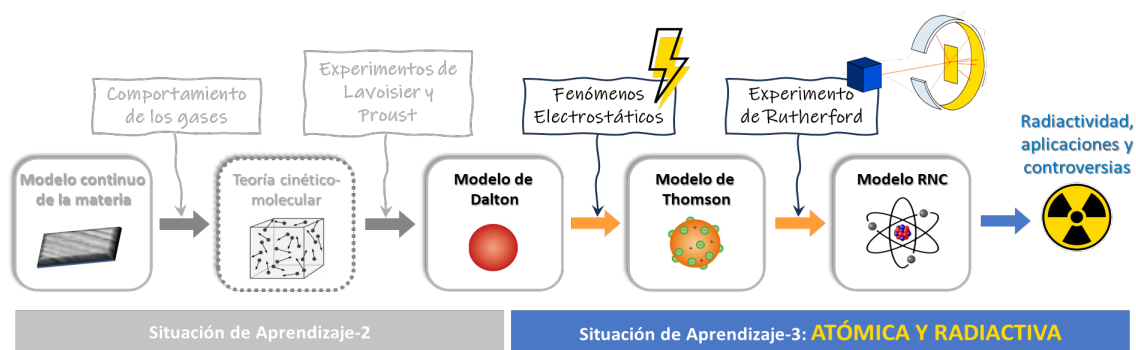 Comportamiento
de los gases
Experimentos de
Lavoisier y
Proust
Fenómenos
Electrostáticos
Experimento
de Rutherford
Modelo continuo
de la materia
Teoría cinético-
molecular
Modelo de
Dalton
Modelo de
Thomson
Modelo RNC
Radiactividad,
aplicaciones y
controversias
Situación de Aprendizaje-2
Situación de Aprendizaje-3: ATÓMICA Y RADIACTIVA